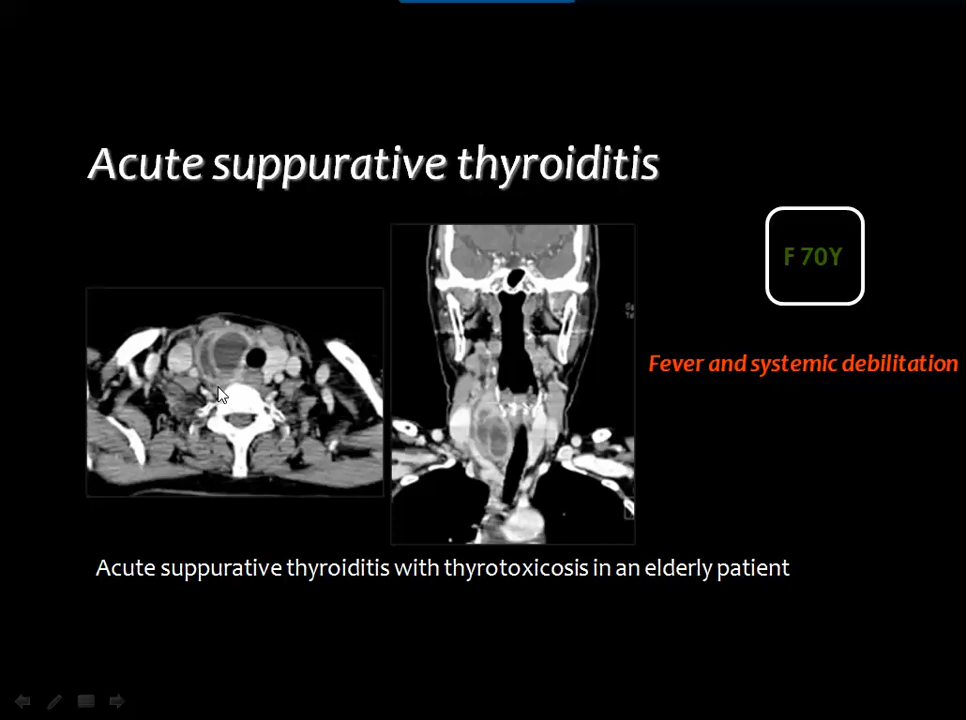 Acute suppurative thyroiditis
F 70Y
Fever and systemic debilitation
Acute suppurative thyroiditis with thyrotoxicosis in an elderly patient